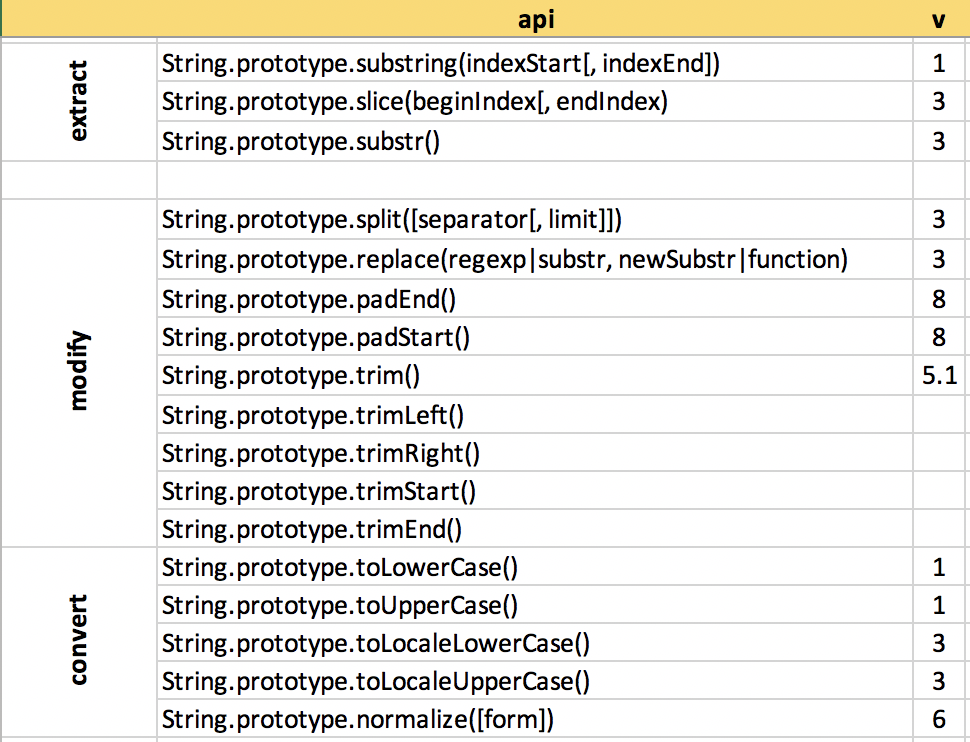 api v
extract
String.prototype.substring(indexStart[, indexEnd]) 1
String.prototype.slice(beginIndex[, endIndex) 3
String.prototype.substr() 3
modify
String.prototype.split([separator[, limit]]) 3
String.prototype.replace(regexp|substr, newSubstr|function) 3
String.prototype.padEnd() 8
String.prototype.padStart() 8
String.prototype.trim() 5.1
String.prototype.trimLeft()
String.prototype.trimRight()
String.prototype.trimStart()
String.prototype.trimEnd()
convert
String.prototype.toLowerCase() 1
String.prototype.toUpperCase() 1
String.prototype.toLocaleLowerCase() 3
String.prototype.toLocaleUpperCase() 3
String.prototype.normalize([form]) 6